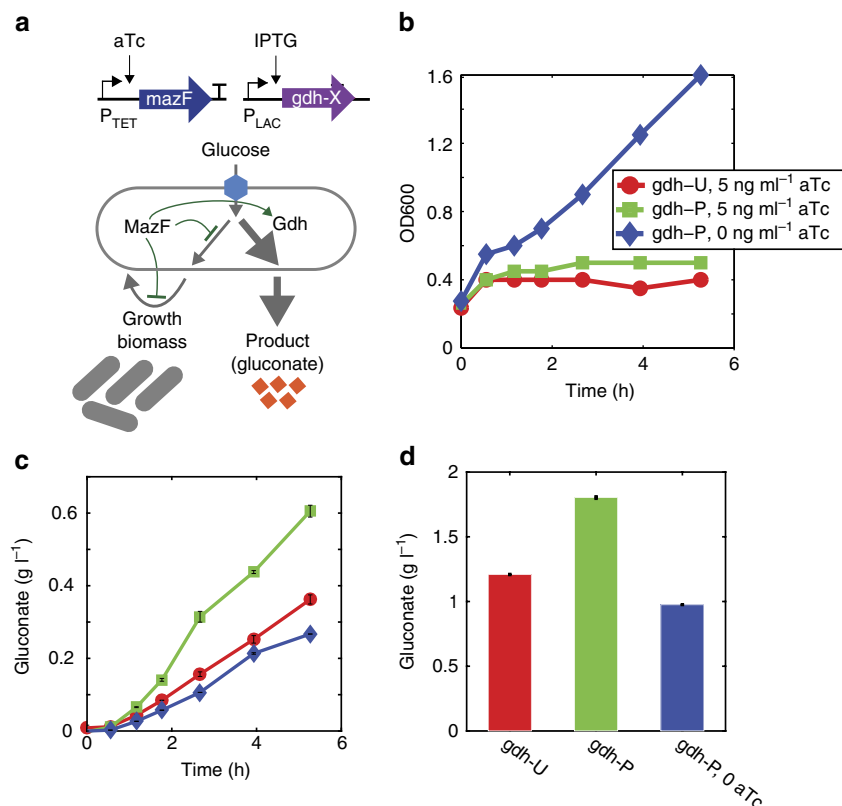 a
aTc
IPTG
mazF
gdh-X
P_TET
P_LAC
Glucose
MazF
Gdh
Growth
biomass
Product
(gluconate)
b
1.6
1.2
0.8
0.4
0
OD600
0
2
4
6
Time (h)
gdh–U, 5 ng ml⁻¹ aTc
gdh–P, 5 ng ml⁻¹ aTc
gdh–P, 0 ng ml⁻¹ aTc
c
0.6
0.4
0.2
0
Gluconate (g l⁻¹)
0
2
4
6
Time (h)
d
2
1.5
1
0.5
0
Gluconate (g l⁻¹)
gdh-U
gdh-P
gdh-P, 0 aTc